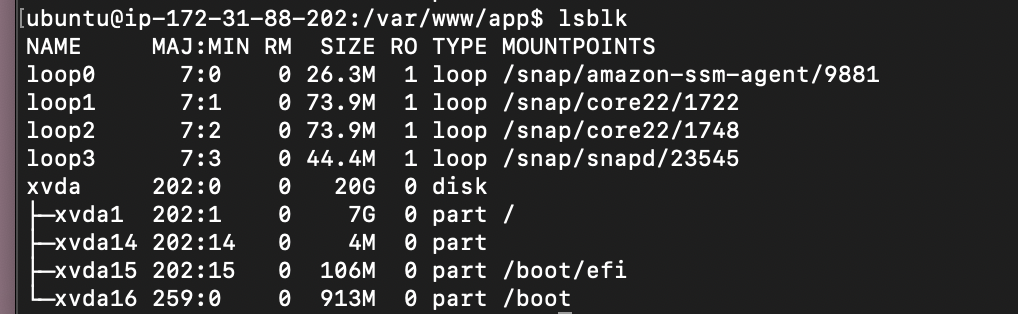 [ubuntu@ip-172-31-88-202:/var/www/app$ lsblk
NAME     MAJ:MIN RM   SIZE RO TYPE MOUNTPOINTS
loop0      7:0    0  26.3M  1 loop /snap/amazon-ssm-agent/9881
loop1      7:1    0  73.9M  1 loop /snap/core22/1722
loop2      7:2    0  73.9M  1 loop /snap/core22/1748
loop3      7:3    0  44.4M  1 loop /snap/snapd/23545
xvda     202:0    0    20G  0 disk
├─xvda1  202:1    0     7G  0 part /
├─xvda14 202:14   0     4M  0 part
├─xvda15 202:15   0   106M  0 part /boot/efi
└─xvda16 259:0    0   913M  0 part /boot